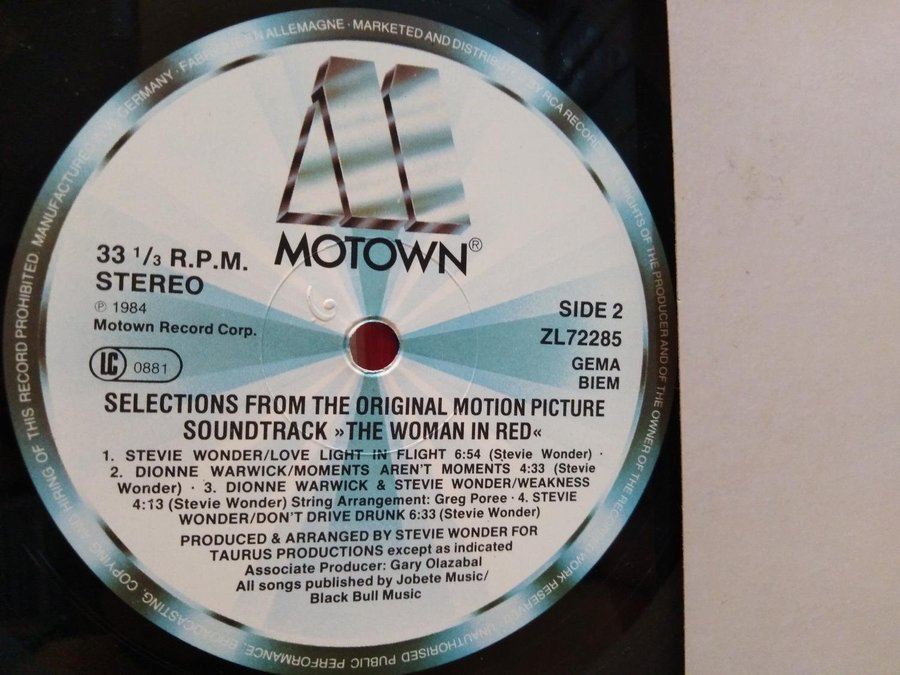 MOTOWN®
33 1/3 R.P.M.
STEREO
℗ 1984
Motown Record Corp.
LC 0881
SIDE 2
ZL72285
GEMA
BIEM
SELECTIONS FROM THE ORIGINAL MOTION PICTURE
SOUNDTRACK »THE WOMAN IN RED«
1. STEVIE WONDER/LOVE LIGHT IN FLIGHT 6:54 (Stevie Wonder) ·
2. DIONNE WARWICK/MOMENTS AREN'T MOMENTS 4:33 (Stevie
Wonder) · 3. DIONNE WARWICK & STEVIE WONDER/WEAKNESS
4:13 (Stevie Wonder) String Arrangement: Greg Poree · 4. STEVIE
WONDER/DON'T DRIVE DRUNK 6:33 (Stevie Wonder)
PRODUCED & ARRANGED BY STEVIE WONDER FOR
TAURUS PRODUCTIONS except as indicated
Associate Producer: Gary Olazabal
All songs published by Jobete Music/
Black Bull Music
MANUFACTURED GERMANY · ALLEMAGNE · MARKETED AND RCA RIGHTS OF THE PRODUCER AND OF THE OWNER OF THE WORK UNAUTHORISED PUBLIC PERFORMANCE, BROADCASTING, COPYING HIRING OF THIS RECORD PROHIBITED